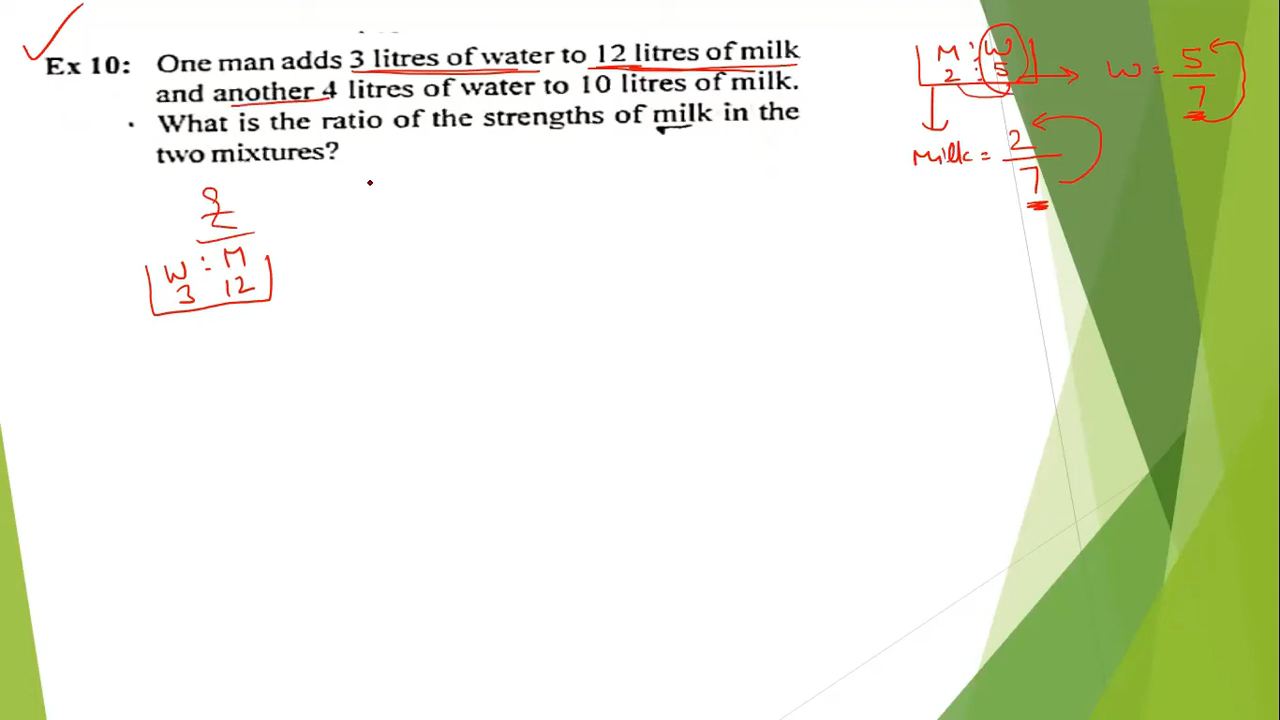 Ex 10: One man adds 3 litres of water to 12 litres of milk
and another 4 litres of water to 10 litres of milk.
What is the ratio of the strengths of milk in the
two mixtures?
M : W
2 : 5
W = 5/7
Milk = 2/7
W : M
3 12